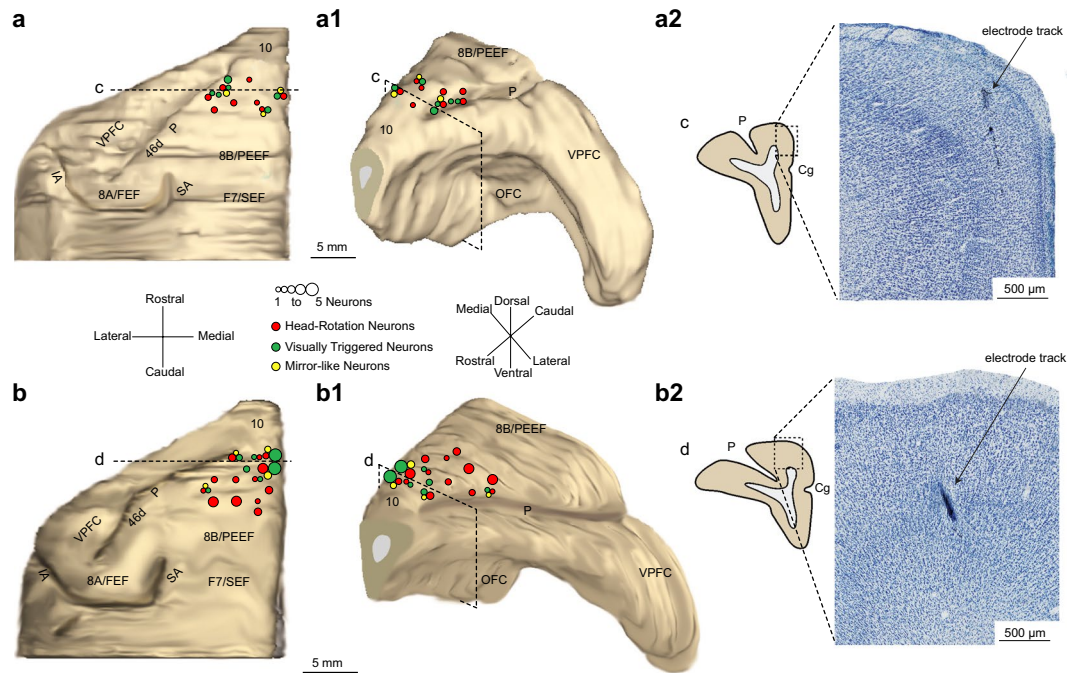 a
10
c
VPFC
46d
P
8B/PEEF
IA
8A/FEF
SA
F7/SEF
a1
8B/PEEF
c
P
10
VPFC
OFC
5 mm
a2
electrode track
c
P
Cg
500 µm
Rostral
Lateral
Medial
Caudal
1 to 5 Neurons
Head-Rotation Neurons
Visually Triggered Neurons
Mirror-like Neurons
Dorsal
Medial
Caudal
Rostral
Lateral
Ventral
b
10
d
P
46d
VPFC
8B/PEEF
IA
8A/FEF
SA
F7/SEF
5 mm
b1
8B/PEEF
d
10
P
OFC
VPFC
b2
electrode track
d
P
Cg
500 µm